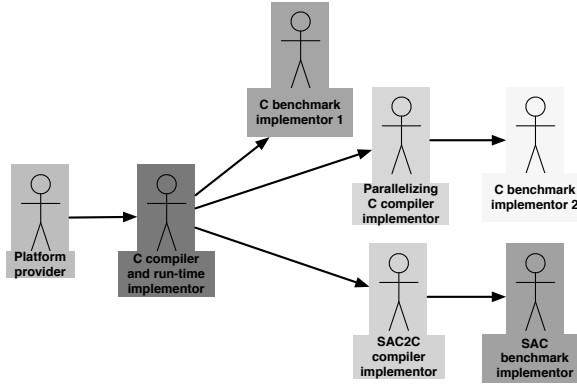 C benchmark
implementor 1
Parallelizing
C compiler
implementor
C benchmark
implementor 2
Platform
provider
C compiler
and run-time
implementor
SAC2C
compiler
implementor
SAC
benchmark
implementor